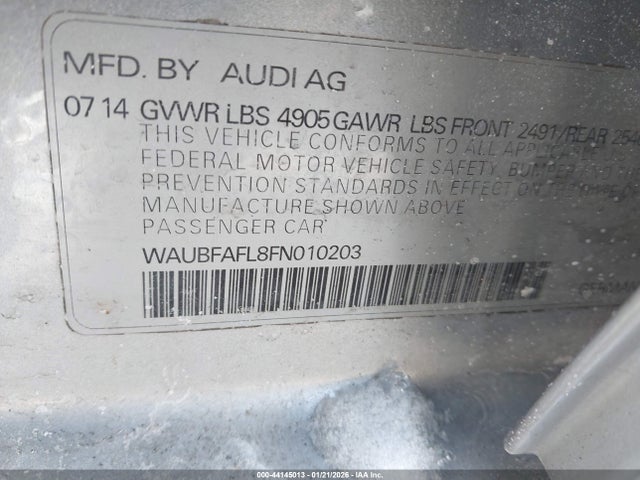 MFD. BY AUDI AG
07 14 GVWR LBS 4905 GAWR LBS FRONT 2491/REAR
THIS VEHICLE CONFORMS TO ALL APPLICABLE
FEDERAL MOTOR VEHICLE SAFETY, BUMPER AND
PREVENTION STANDARDS IN EFFECT ON
MANUFACTURE SHOWN ABOVE
PASSENGER CAR
WAUBFAFL8FN010203
000-44145013 01/21/2026 - IAA Inc.